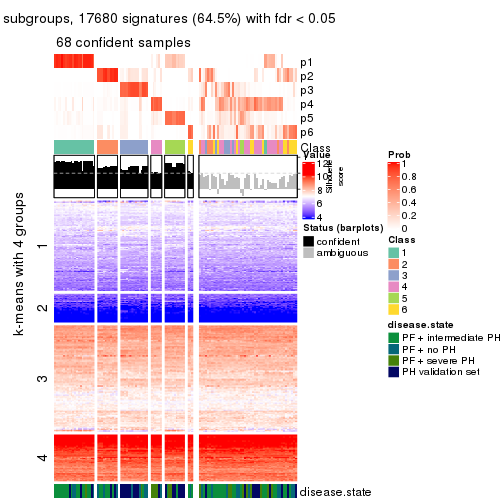 subgroups, 17680 signatures (64.5%) with fdr < 0.05
68 confident samples
p1
p2
p3
p4
p5
p6
Class
Value
12
10
8
6
4
Silhouette
score
Prob
1
0.8
0.6
0.4
0.2
0
Status (barplots)
confident
ambiguous
Class
1
2
3
4
5
6
disease.state
PF + intermediate PH
PF + no PH
PF + severe PH
PH validation set
k-means with 4 groups
1
2
3
4
disease.state